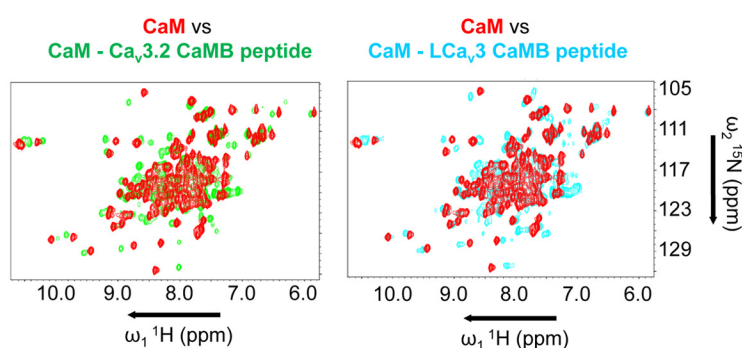 CaM vs
CaM - Caᵥ3.2 CaMB peptide
CaM vs
CaM - LCaᵥ3 CaMB peptide
105
111
117
123
129
ω₂ ¹⁵N (ppm)
10.0 9.0 8.0 7.0 6.0
ω₁ ¹H (ppm)
10.0 9.0 8.0 7.0 6.0
ω₁ ¹H (ppm)